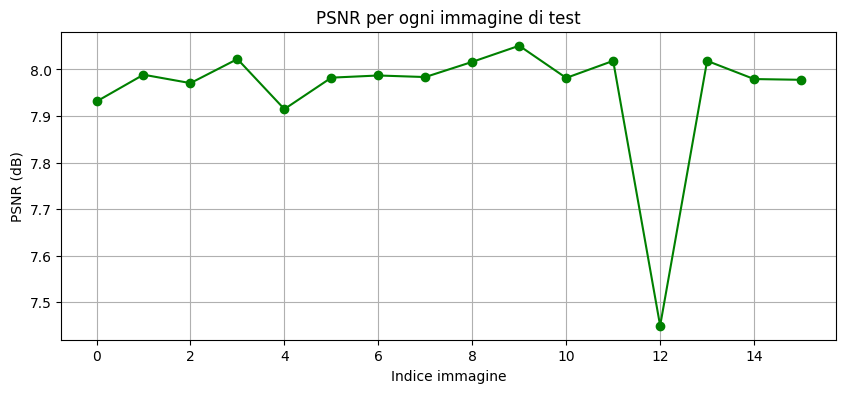 PSNR per ogni immagine di test
PSNR (dB)
8.0
7.9
7.8
7.7
7.6
7.5
0 2 4 6 8 10 12 14
Indice immagine